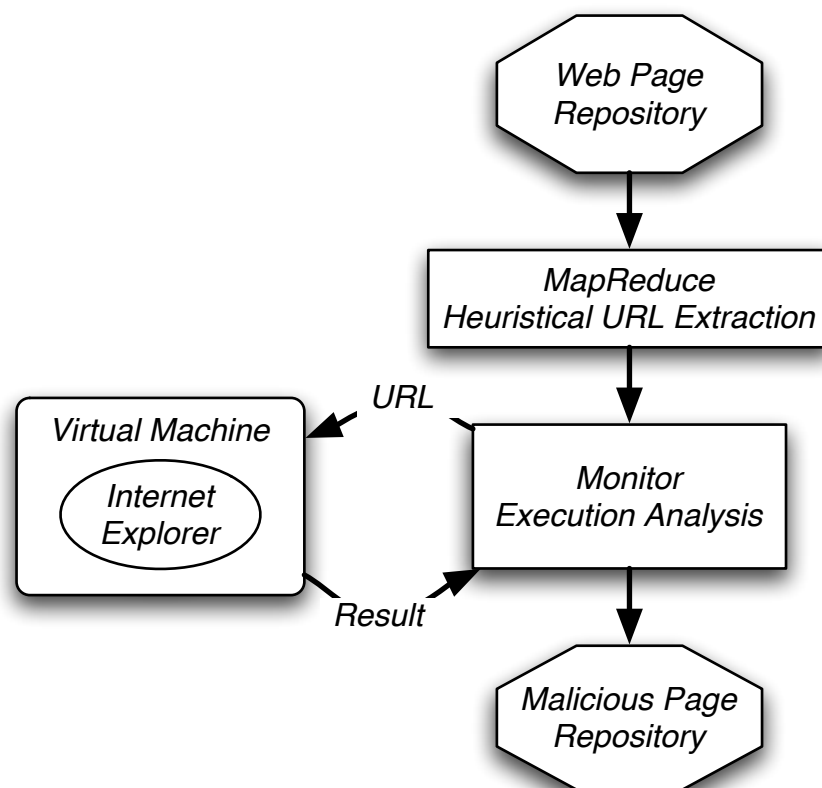 Web Page
Repository
MapReduce
Heuristical URL Extraction
URL
Virtual Machine
Internet
Explorer
Monitor
Execution Analysis
Result
Malicious Page
Repository